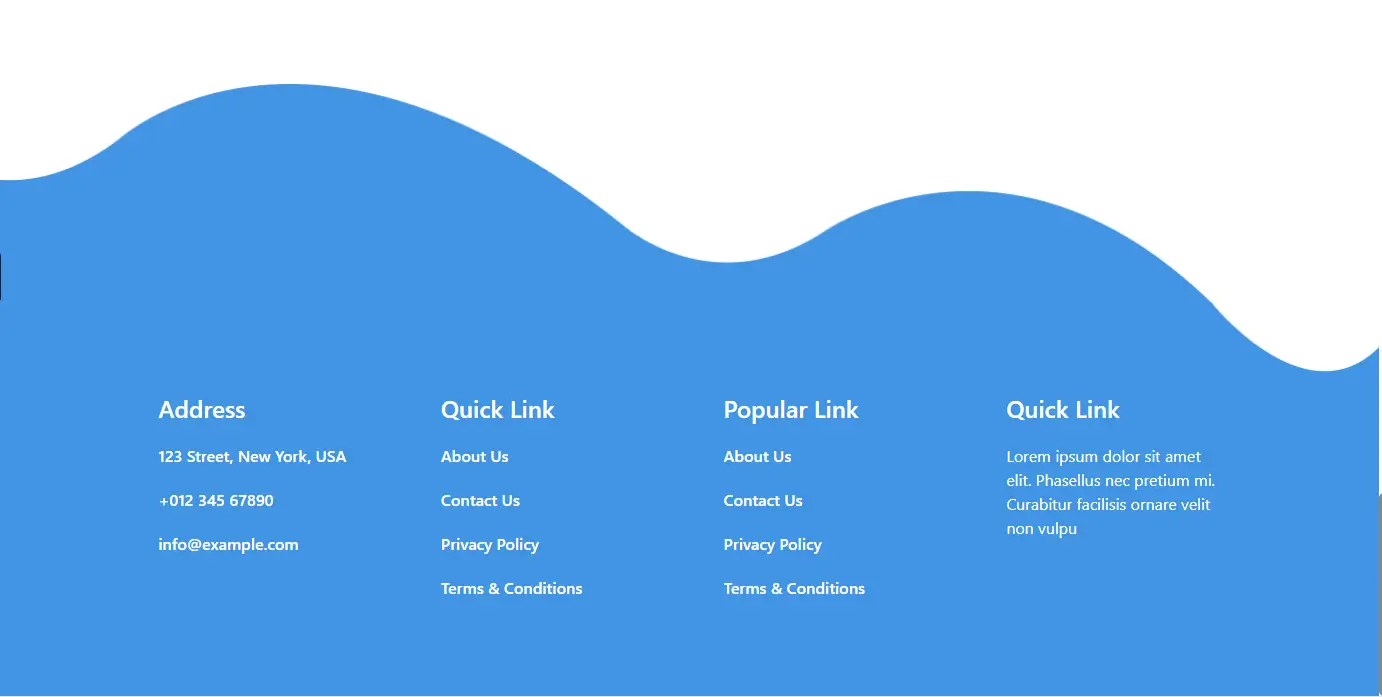 Address
123 Street, New York, USA
+012 345 67890
info@example.com
Quick Link
About Us
Contact Us
Privacy Policy
Terms & Conditions
Popular Link
About Us
Contact Us
Privacy Policy
Terms & Conditions
Quick Link
Lorem ipsum dolor sit amet
elit. Phasellus nec pretium mi.
Curabitur facilisis ornare velit
non vulpu